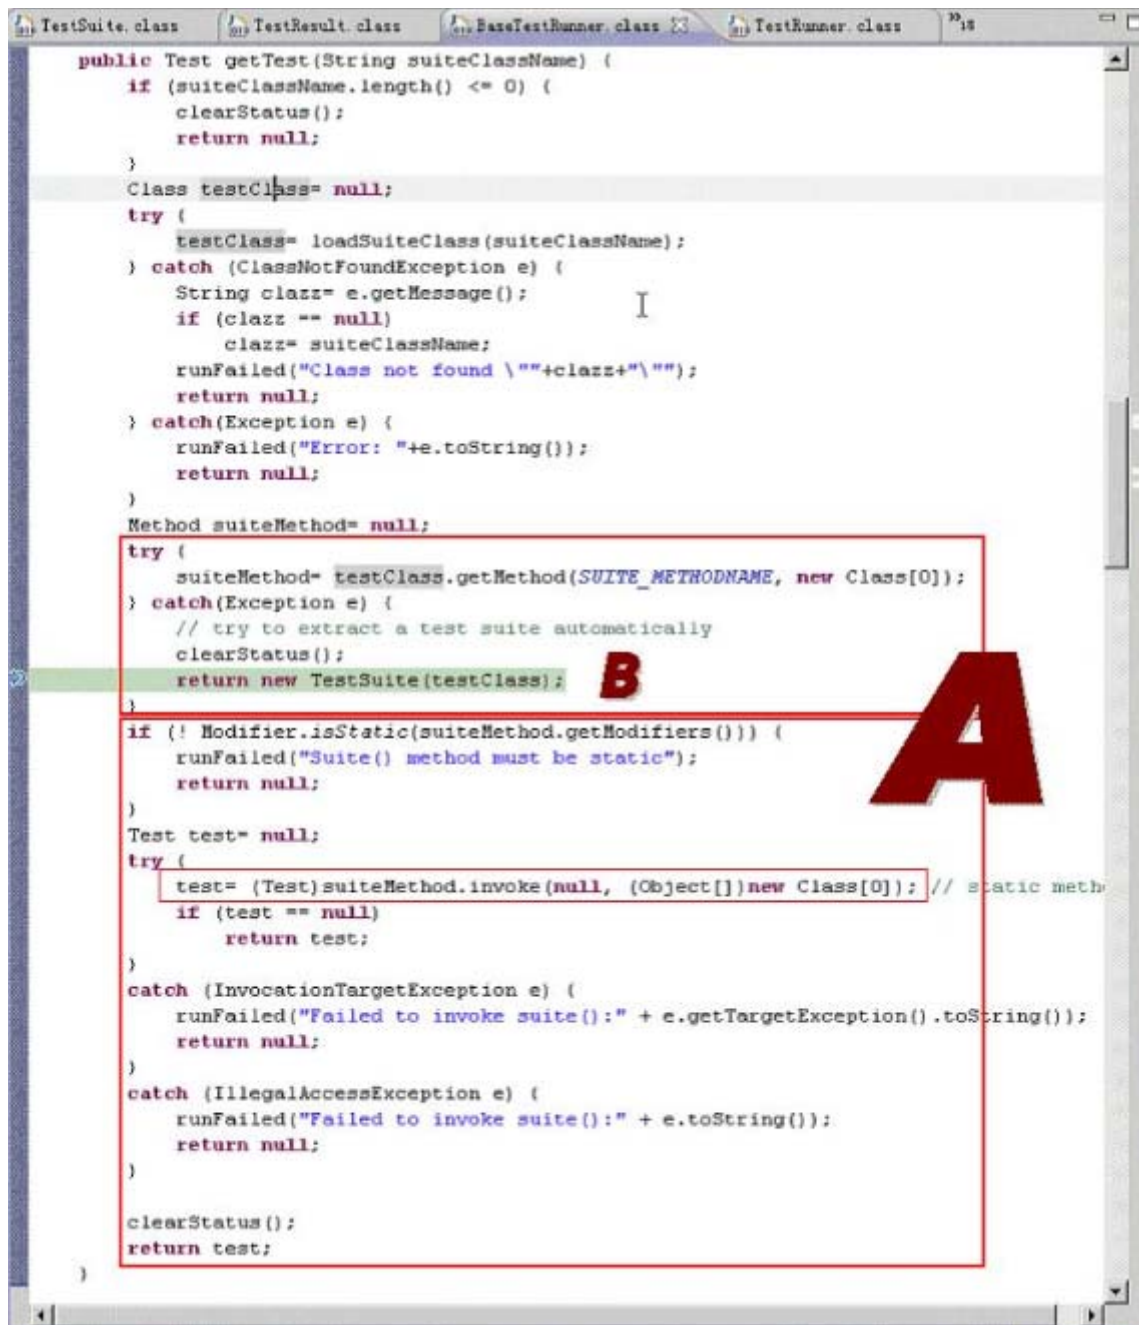 TestSuite.class TestResult.class BaseTestRunner.class TestRunner.class »18
public Test getTest(String suiteClassName) {
if (suiteClassName.length() <= 0) {
clearStatus();
return null;
}
Class testClass= null;
try {
testClass= loadSuiteClass(suiteClassName);
} catch (ClassNotFoundException e) {
String clazz= e.getMessage();
if (clazz == null)
clazz= suiteClassName;
runFailed("Class not found \""+clazz+"\"");
return null;
} catch(Exception e) {
runFailed("Error: "+e.toString());
return null;
}
Method suiteMethod= null;
try {
suiteMethod= testClass.getMethod(SUITE_METHODNAME, new Class[0]);
} catch(Exception e) {
// try to extract a test suite automatically
clearStatus();
return new TestSuite(testClass);
B
}
A
if (! Modifier.isStatic(suiteMethod.getModifiers())) {
runFailed("Suite() method must be static");
return null;
}
Test test= null;
try {
test= (Test)suiteMethod.invoke(null, (Object[])new Class[0]); // static meth
if (test == null)
return test;
}
catch (InvocationTargetException e) {
runFailed("Failed to invoke suite():" + e.getTargetException().toString());
return null;
}
catch (IllegalAccessException e) {
runFailed("Failed to invoke suite():" + e.toString());
return null;
}
clearStatus();
return test;
}